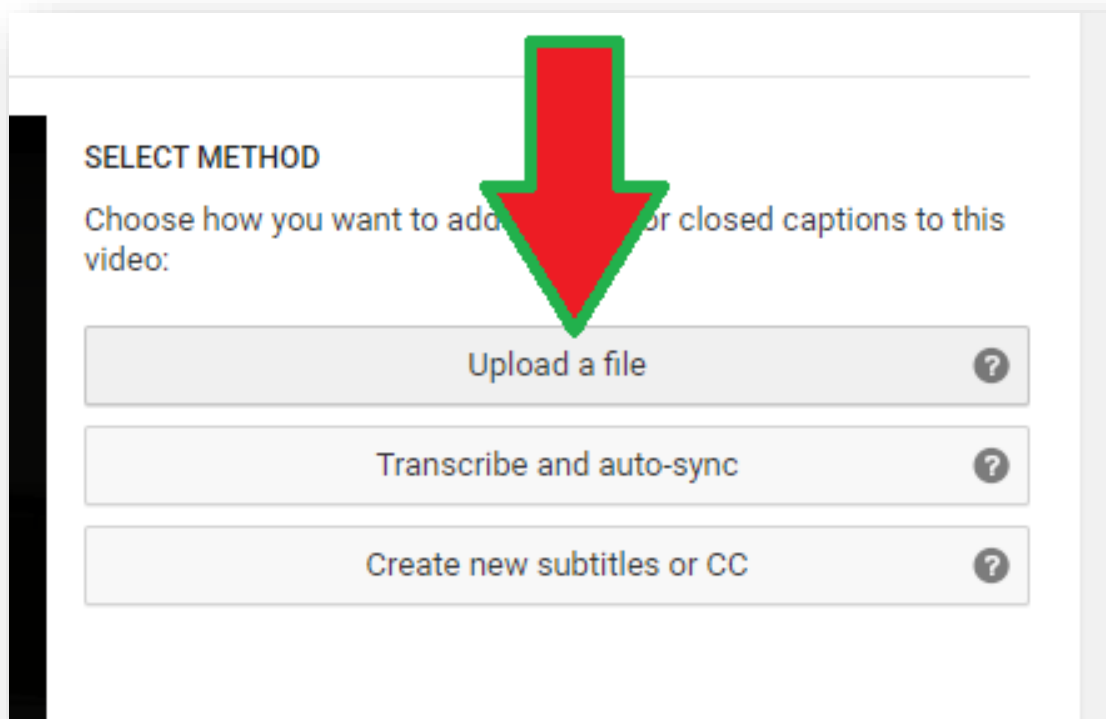 SELECT METHOD
Choose how you want to add or closed captions to this
video:
Upload a file
Transcribe and auto-sync
Create new subtitles or CC